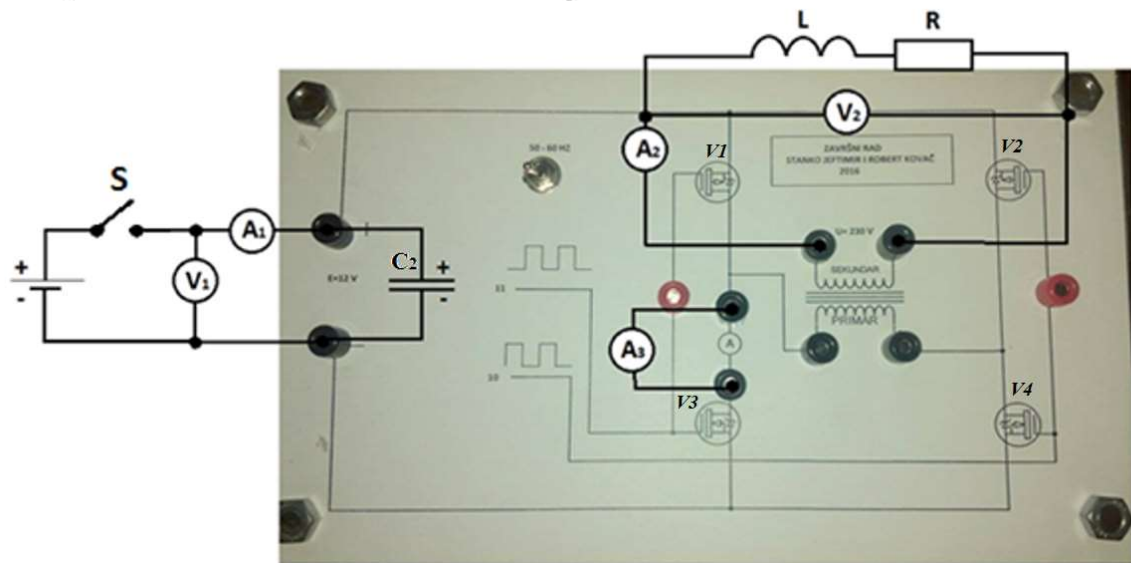 L R
V₂
A₂
50 - 60 HZ
V1
ZAVRŠNI RAD
STANKO JEFTIMIR I ROBERT KOVAČ
2016
V2
S
A₁
U= 230 V
+
-
V₁
E=12 V
C₂ +
-
SEKUNDAR
11
PRIMAR
A₃
A
10
V3
V4